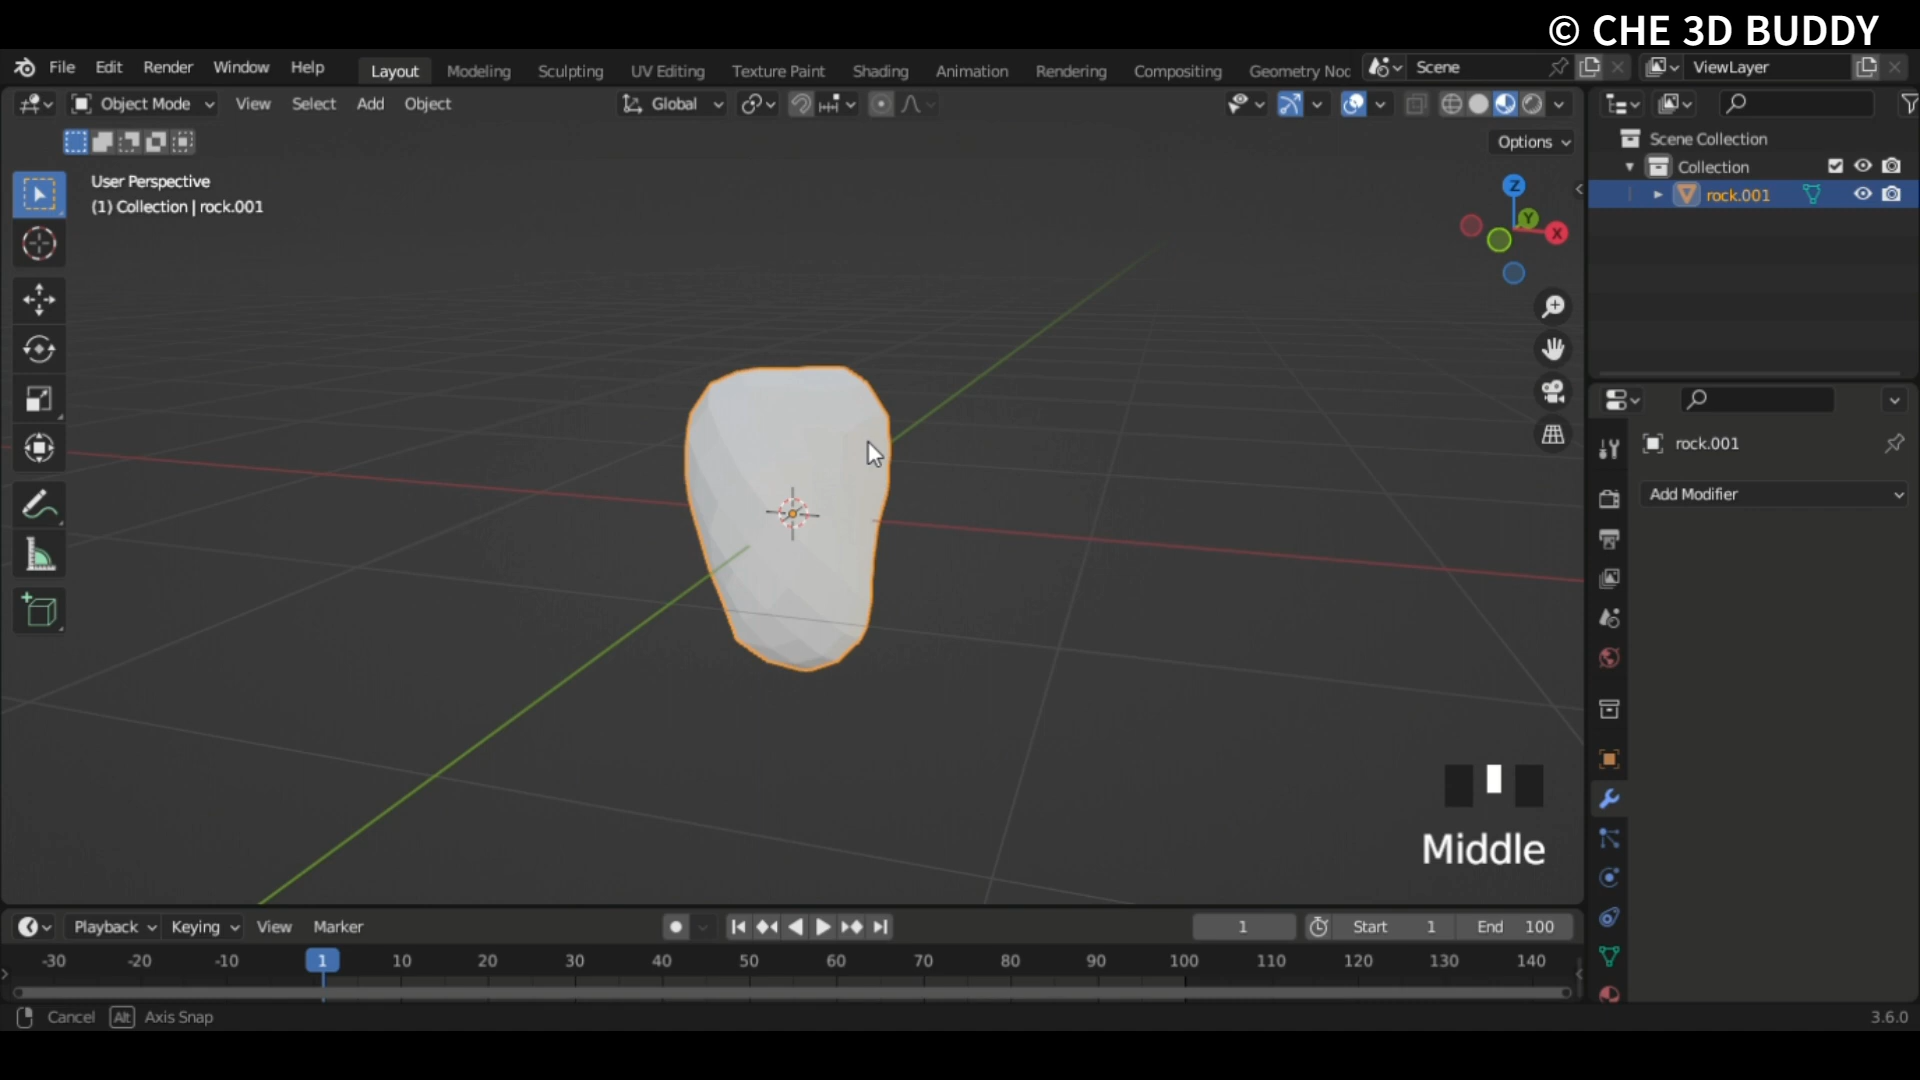 © CHE 3D BUDDY
File Edit Render Window Help Layout Modeling Sculpting UV Editing Texture Paint Shading Animation Rendering Compositing Geometry Noc Scene ViewLayer
Object Mode View Select Add Object Global
Options
Scene Collection
Collection
rock.001
User Perspective
(1) Collection | rock.001
Z
Y
X
rock.001
Add Modifier
Middle
Playback Keying View Marker 1 Start 1 End 100
-30 -20 -10 1 10 20 30 40 50 60 70 80 90 100 110 120 130 140
Cancel Alt Axis Snap 3.6.0